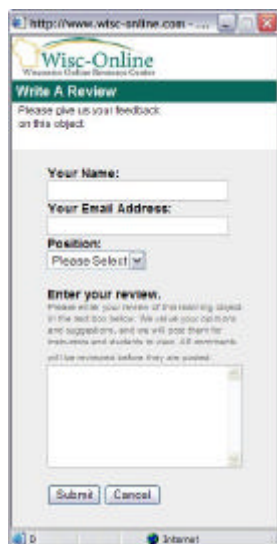 http://www.wisc-online.com - ...
Wisc-Online
Wisconsin Online Resource Center
Write A Review
Please give us your feedback
on this object.
Your Name:
Your Email Address:
Position:
Please Select
Enter your review.
Please enter your review of this learning object
in the text box below. We value your opinions
and suggestions, and we will post them for
instructors and students to view. All comments
will be reviewed before they are posted.
Submit Cancel
Internet